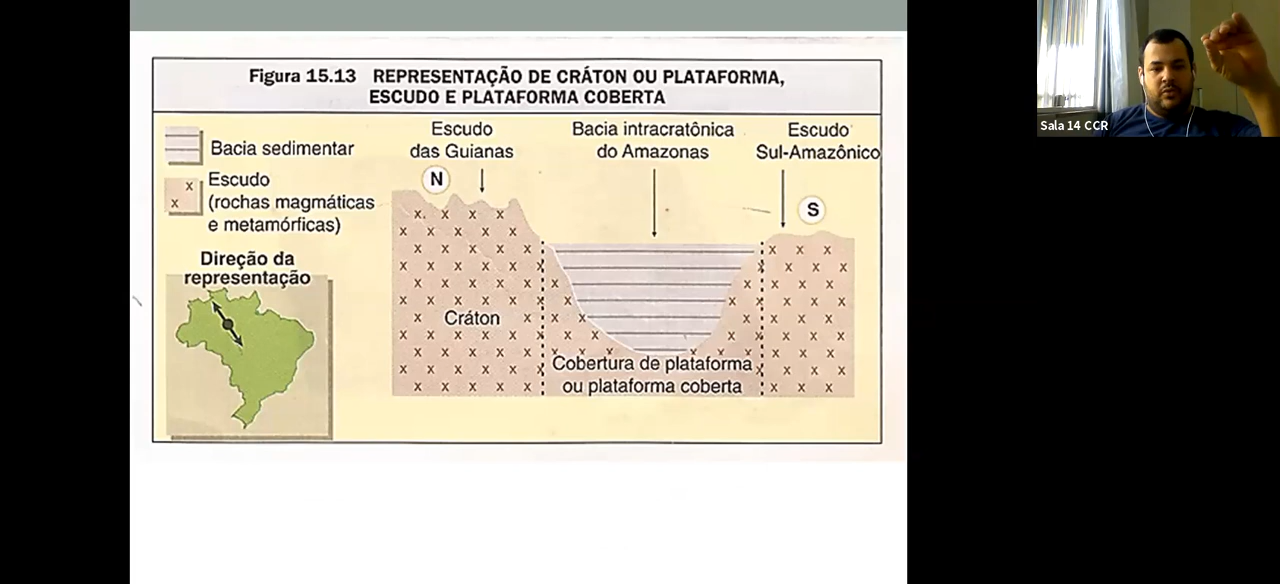 Figura 15.13 REPRESENTAÇÃO DE CRÁTON OU PLATAFORMA,
ESCUDO E PLATAFORMA COBERTA
Bacia sedimentar
x
x
Escudo
(rochas magmáticas
e metamórficas)
Direção da
representação
Escudo
das Guianas
Bacia intracratônica
do Amazonas
Escudo
Sul-Amazônico
N
S
Cráton
Cobertura de plataforma
ou plataforma coberta
Sala 14 CCR